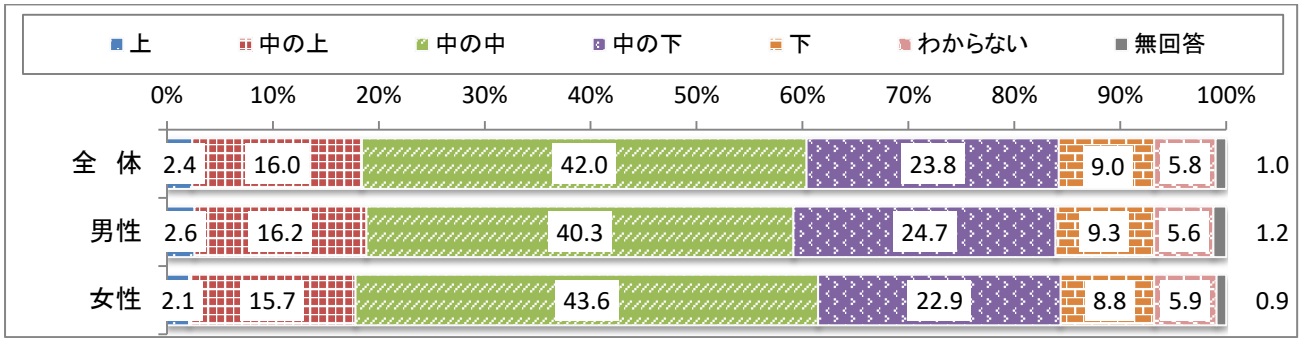 上 中の上 中の中 中の下 下 わからない 無回答
0% 10% 20% 30% 40% 50% 60% 70% 80% 90% 100%
全 体 2.4 16.0 42.0 23.8 9.0 5.8 1.0
男性 2.6 16.2 40.3 24.7 9.3 5.6 1.2
女性 2.1 15.7 43.6 22.9 8.8 5.9 0.9